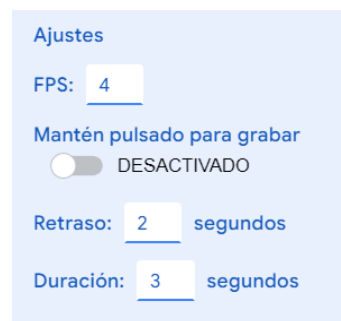 Ajustes
FPS: 4
Mantén pulsado para grabar
DESACTIVADO
Retraso: 2 segundos
Duración: 3 segundos